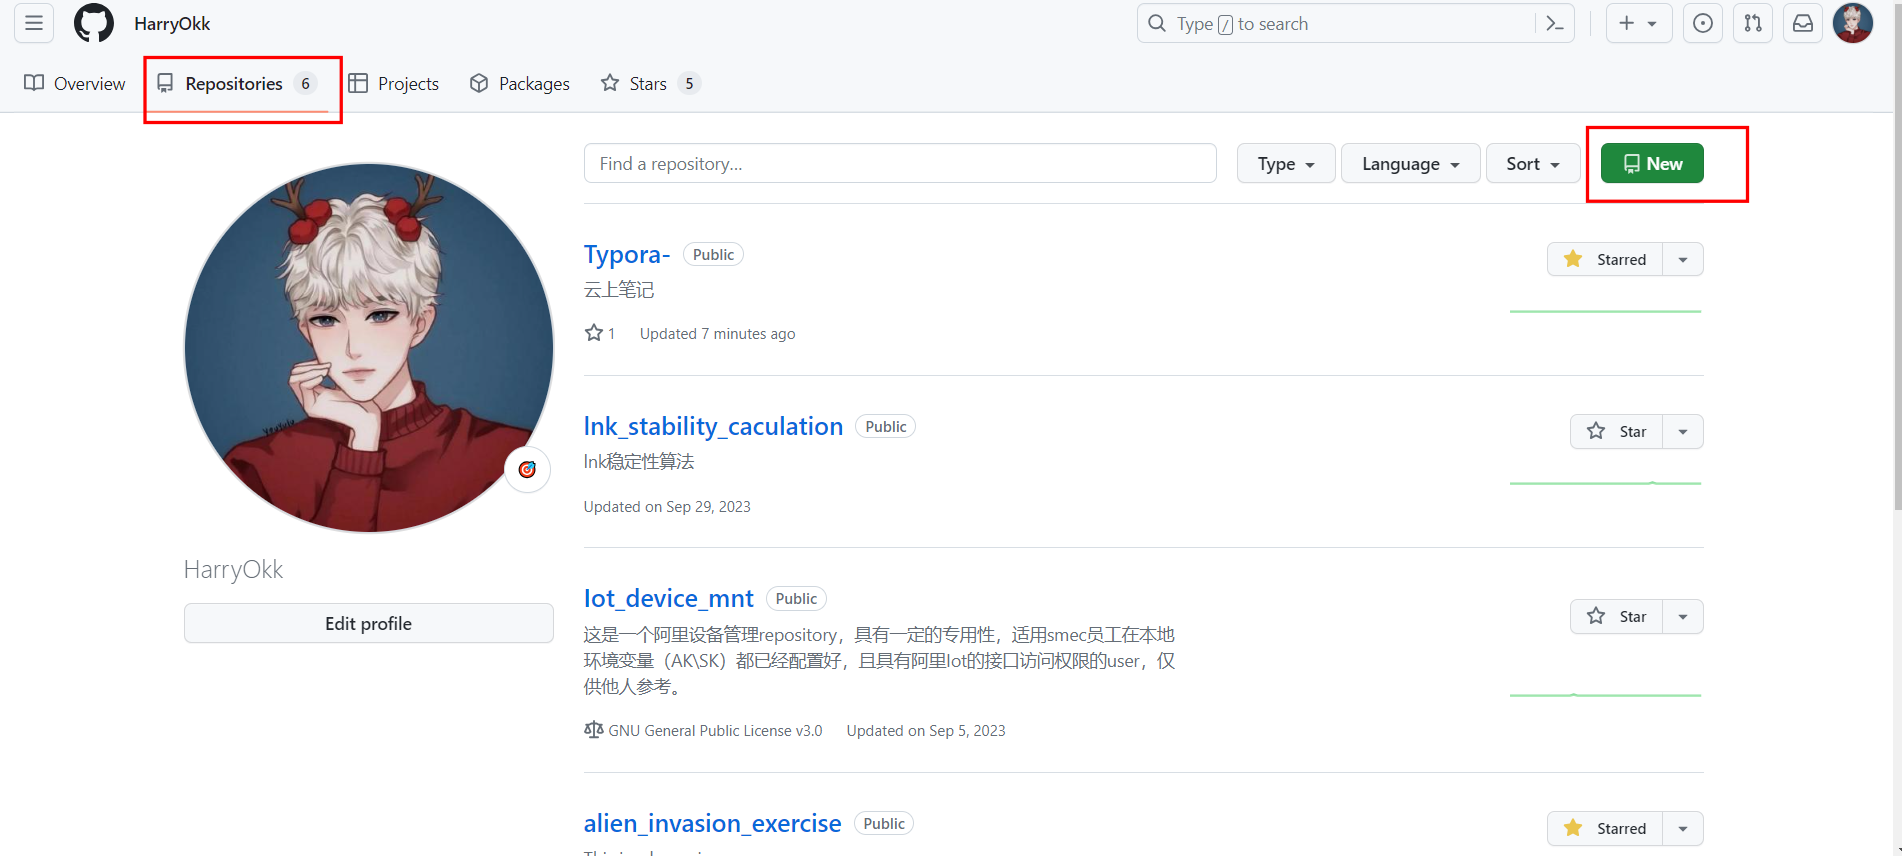 HarryOkk
Type / to search
Overview
Repositories 6
Projects
Packages
Stars 5
Find a repository...
Type
Language
Sort
New
Typora- Public
Starred
云上笔记
1 Updated 7 minutes ago
lnk_stability_caculation Public
Star
lnk稳定性算法
Updated on Sep 29, 2023
HarryOkk
Edit profile
Iot_device_mnt Public
Star
这是一个阿里设备管理repository，具有一定的专用性，适用smec员工在本地
环境变量（AK\SK）都已经配置好，且具有阿里Iot的接口访问权限的user，仅
供他人参考。
GNU General Public License v3.0 Updated on Sep 5, 2023
alien_invasion_exercise Public
Starred